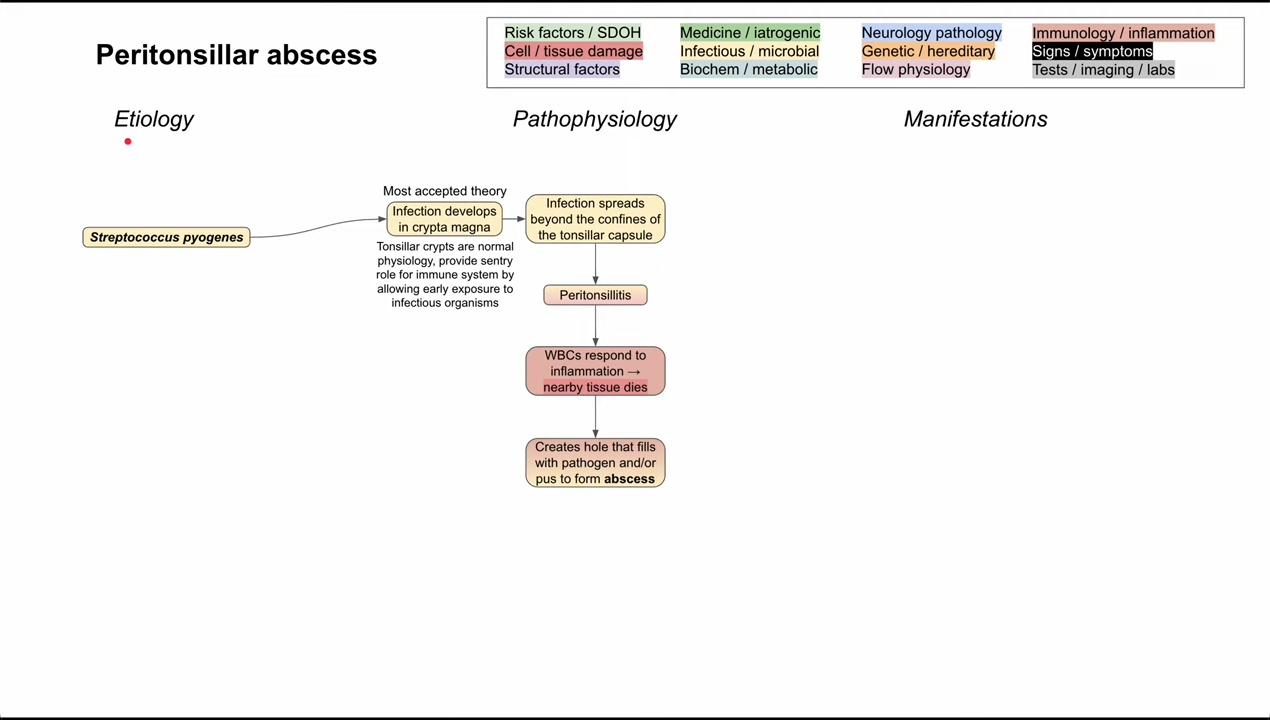 Peritonsillar abscess
Risk factors / SDOH
Cell / tissue damage
Structural factors
Medicine / iatrogenic
Infectious / microbial
Biochem / metabolic
Neurology pathology
Genetic / hereditary
Flow physiology
Immunology / inflammation
Signs / symptoms
Tests / imaging / labs
Etiology
Pathophysiology
Manifestations
Streptococcus pyogenes
Most accepted theory
Infection develops
in crypta magna
Tonsillar crypts are normal
physiology, provide sentry
role for immune system by
allowing early exposure to
infectious organisms
Infection spreads
beyond the confines of
the tonsillar capsule
Peritonsillitis
WBCs respond to
inflammation →
nearby tissue dies
Creates hole that fills
with pathogen and/or
pus to form abscess